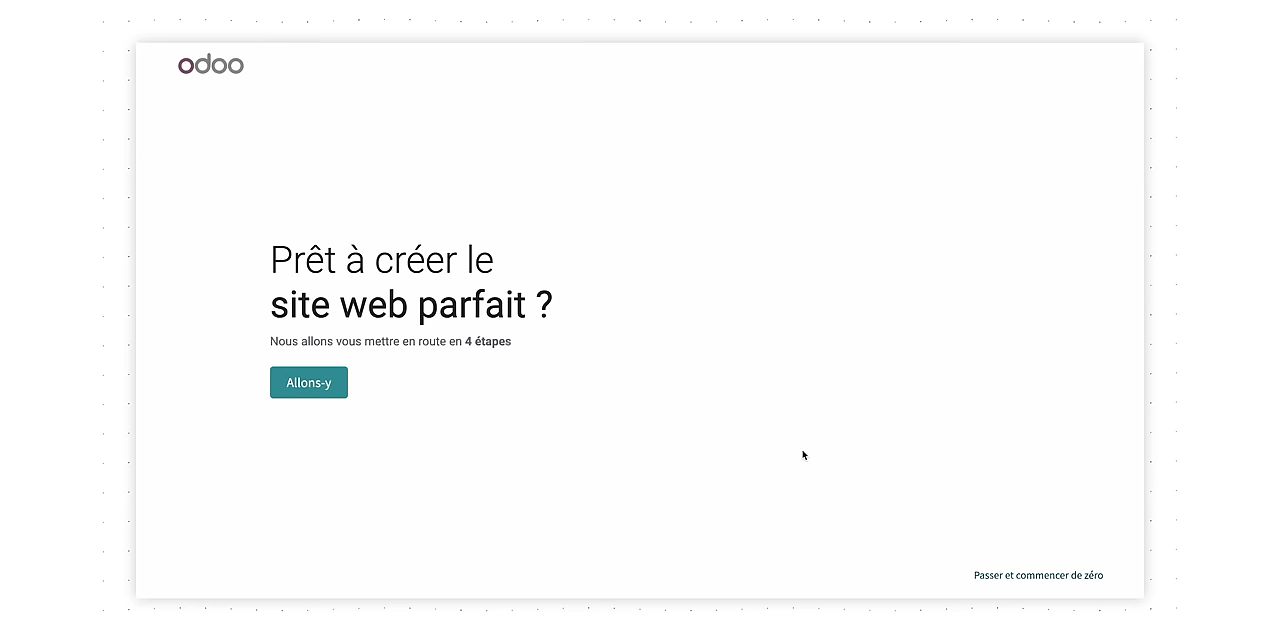 odoo
Prêt à créer le
site web parfait ?
Nous allons vous mettre en route en 4 étapes
Allons-y
Passer et commencer de zéro